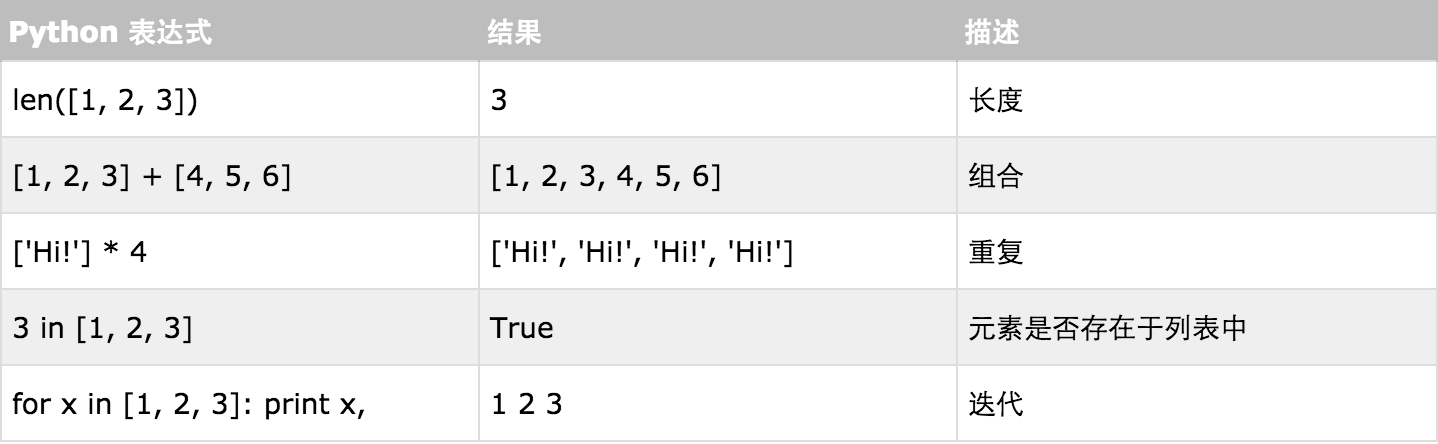 Python 表达式 结果 描述
len([1, 2, 3]) 3 长度
[1, 2, 3] + [4, 5, 6] [1, 2, 3, 4, 5, 6] 组合
['Hi!'] * 4 ['Hi!', 'Hi!', 'Hi!', 'Hi!'] 重复
3 in [1, 2, 3] True 元素是否存在于列表中
for x in [1, 2, 3]: print x, 1 2 3 迭代